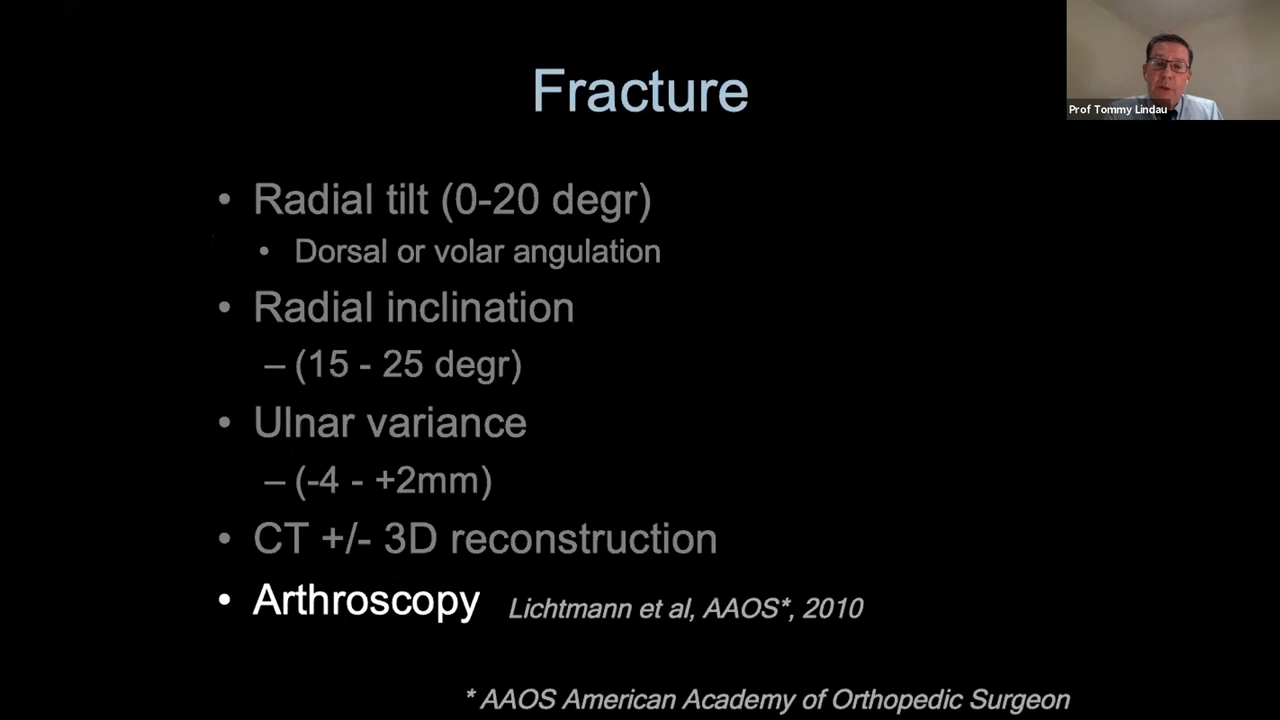 Fracture
Prof Tommy Lindau
• Radial tilt (0-20 degr)
• Dorsal or volar angulation
• Radial inclination
– (15 - 25 degr)
• Ulnar variance
– (-4 - +2mm)
• CT +/- 3D reconstruction
• Arthroscopy Lichtmann et al, AAOS*, 2010
* AAOS American Academy of Orthopedic Surgeon